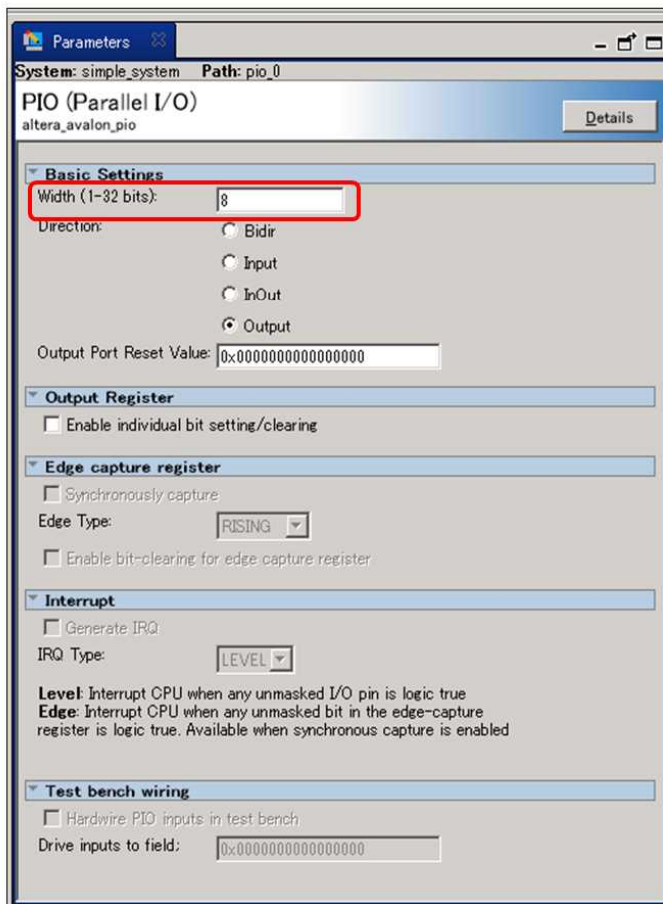 Parameters
System: simple_system Path: pio_0
PIO (Parallel I/O)
altera_avalon_pio
Details
Basic Settings
Width (1-32 bits): 8
Direction: Bidir
Input
InOut
Output
Output Port Reset Value: 0x0000000000000000
Output Register
Enable individual bit setting/clearing
Edge capture register
Synchronously capture
Edge Type: RISING
Enable bit-clearing for edge capture register
Interrupt
Generate IRQ
IRQ Type: LEVEL
Level: Interrupt CPU when any unmasked I/O pin is logic true
Edge: Interrupt CPU when any unmasked bit in the edge-capture
register is logic true. Available when synchronous capture is enabled
Test bench wiring
Hardwire PIO inputs in test bench
Drive inputs to field: 0x0000000000000000